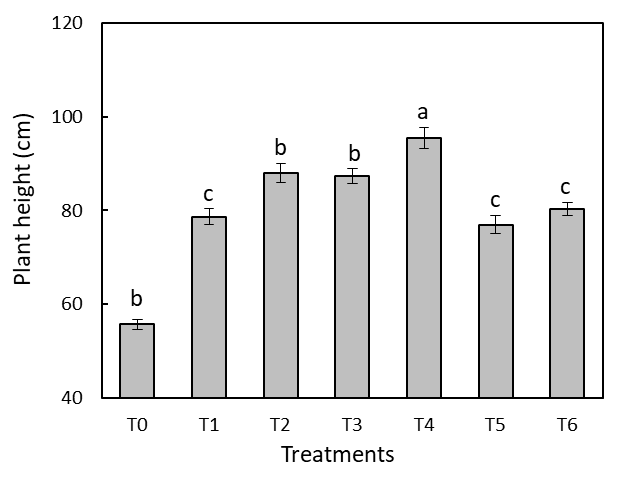 120
100
80
60
40
Plant height (cm)
b
c
b
b
a
c
c
T0 T1 T2 T3 T4 T5 T6
Treatments